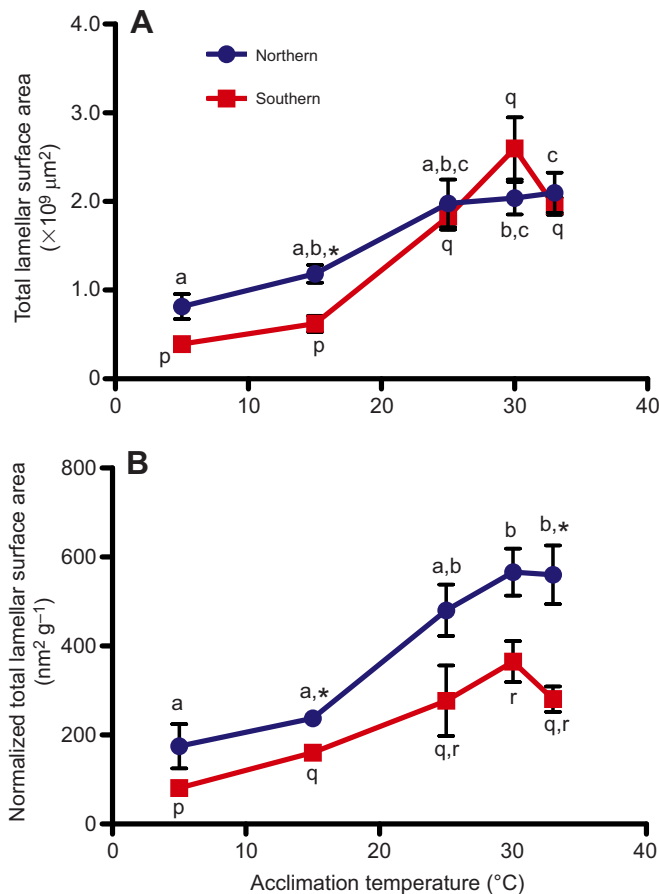 A
4.0
Northern
Southern
3.0
q
a,b,c
c
2.0
a,b,*
b,c
q
q
a
1.0
p
p
0
0
10
20
30
40
Total lamellar surface area
(×10⁹ μm²)
B
800
b
b,*
600
a,b
400
a
a,*
r
q,r
q,r
200
q
p
0
0
10
20
30
40
Normalized total lamellar surface area
(nm² g⁻¹)
Acclimation temperature (°C)